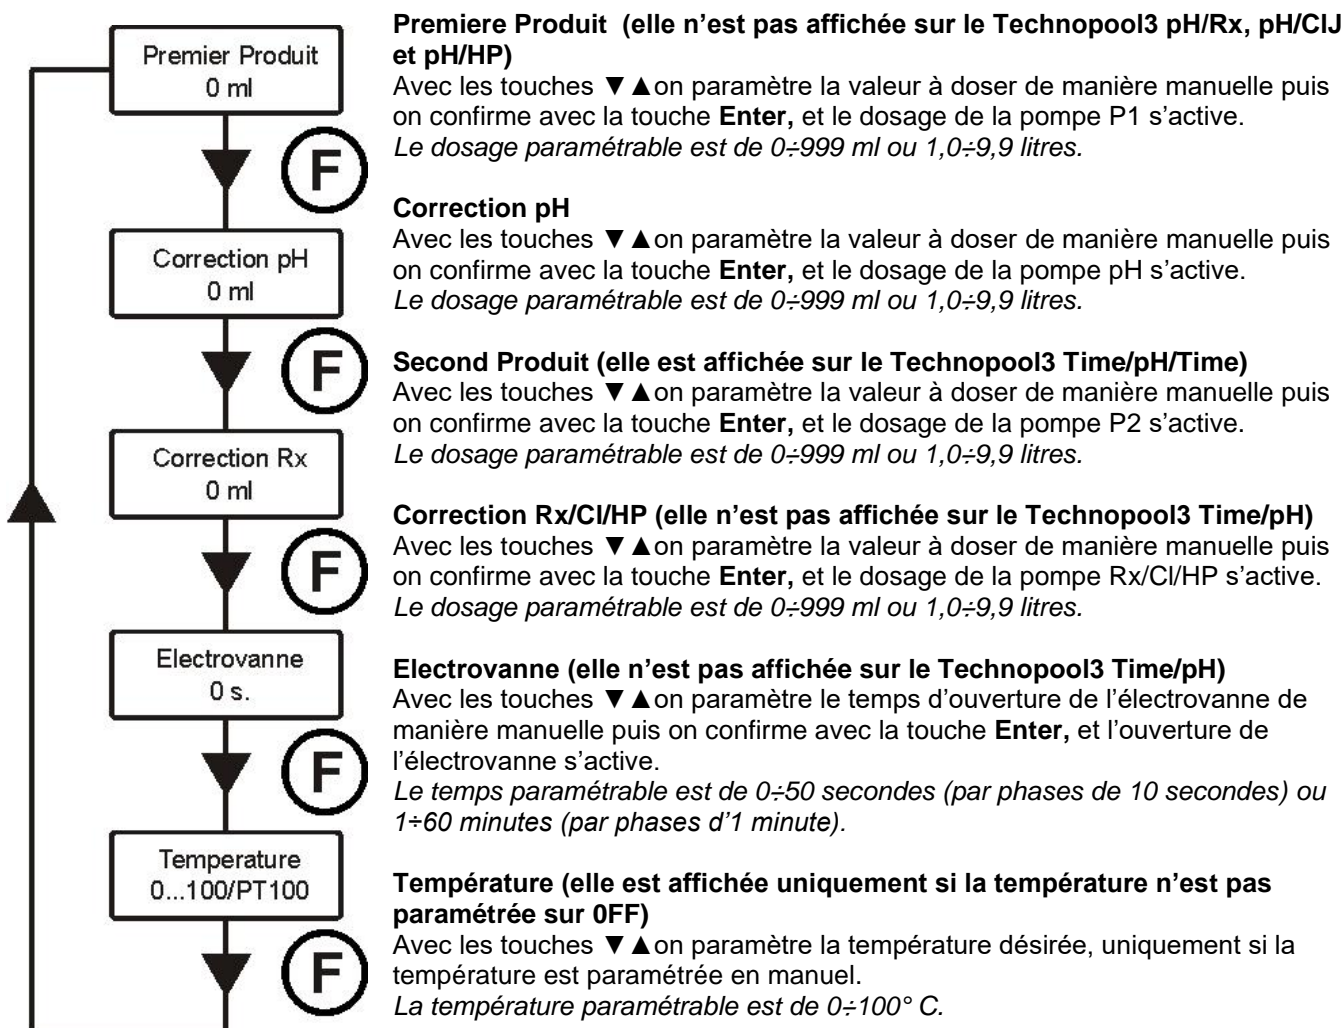 Premier Produit
0 ml
F
Correction pH
0 ml
F
Correction Rx
0 ml
F
Electrovanne
0 s.
F
Temperature
0...100/PT100
F
Premiere Produit (elle n’est pas affichée sur le Technopool3 pH/Rx, pH/ClJ
et pH/HP)
Avec les touches ▼▲on paramètre la valeur à doser de manière manuelle puis
on confirme avec la touche Enter, et le dosage de la pompe P1 s’active.
Le dosage paramétrable est de 0÷999 ml ou 1,0÷9,9 litres.
Correction pH
Avec les touches ▼▲on paramètre la valeur à doser de manière manuelle puis
on confirme avec la touche Enter, et le dosage de la pompe pH s’active.
Le dosage paramétrable est de 0÷999 ml ou 1,0÷9,9 litres.
Second Produit (elle est affichée sur le Technopool3 Time/pH/Time)
Avec les touches ▼▲on paramètre la valeur à doser de manière manuelle puis
on confirme avec la touche Enter, et le dosage de la pompe P2 s’active.
Le dosage paramétrable est de 0÷999 ml ou 1,0÷9,9 litres.
Correction Rx/Cl/HP (elle n’est pas affichée sur le Technopool3 Time/pH)
Avec les touches ▼▲on paramètre la valeur à doser de manière manuelle puis
on confirme avec la touche Enter, et le dosage de la pompe Rx/Cl/HP s’active.
Le dosage paramétrable est de 0÷999 ml ou 1,0÷9,9 litres.
Electrovanne (elle n’est pas affichée sur le Technopool3 Time/pH)
Avec les touches ▼▲on paramètre le temps d’ouverture de l’électrovanne de
manière manuelle puis on confirme avec la touche Enter, et l’ouverture de
l’électrovanne s’active.
Le temps paramétrable est de 0÷50 secondes (par phases de 10 secondes) ou
1÷60 minutes (par phases d’1 minute).
Température (elle est affichée uniquement si la température n’est pas
paramétrée sur 0FF)
Avec les touches ▼▲on paramètre la température désirée, uniquement si la
température est paramétrée en manuel.
La température paramétrable est de 0÷100° C.